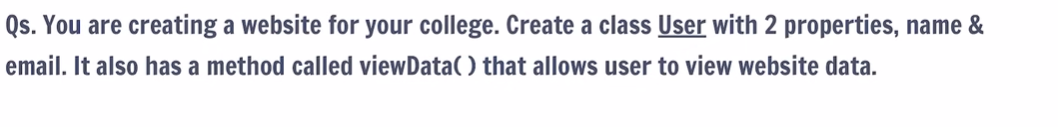 Qs. You are creating a website for your college. Create a class User with 2 properties, name &
email. It also has a method called viewData( ) that allows user to view website data.